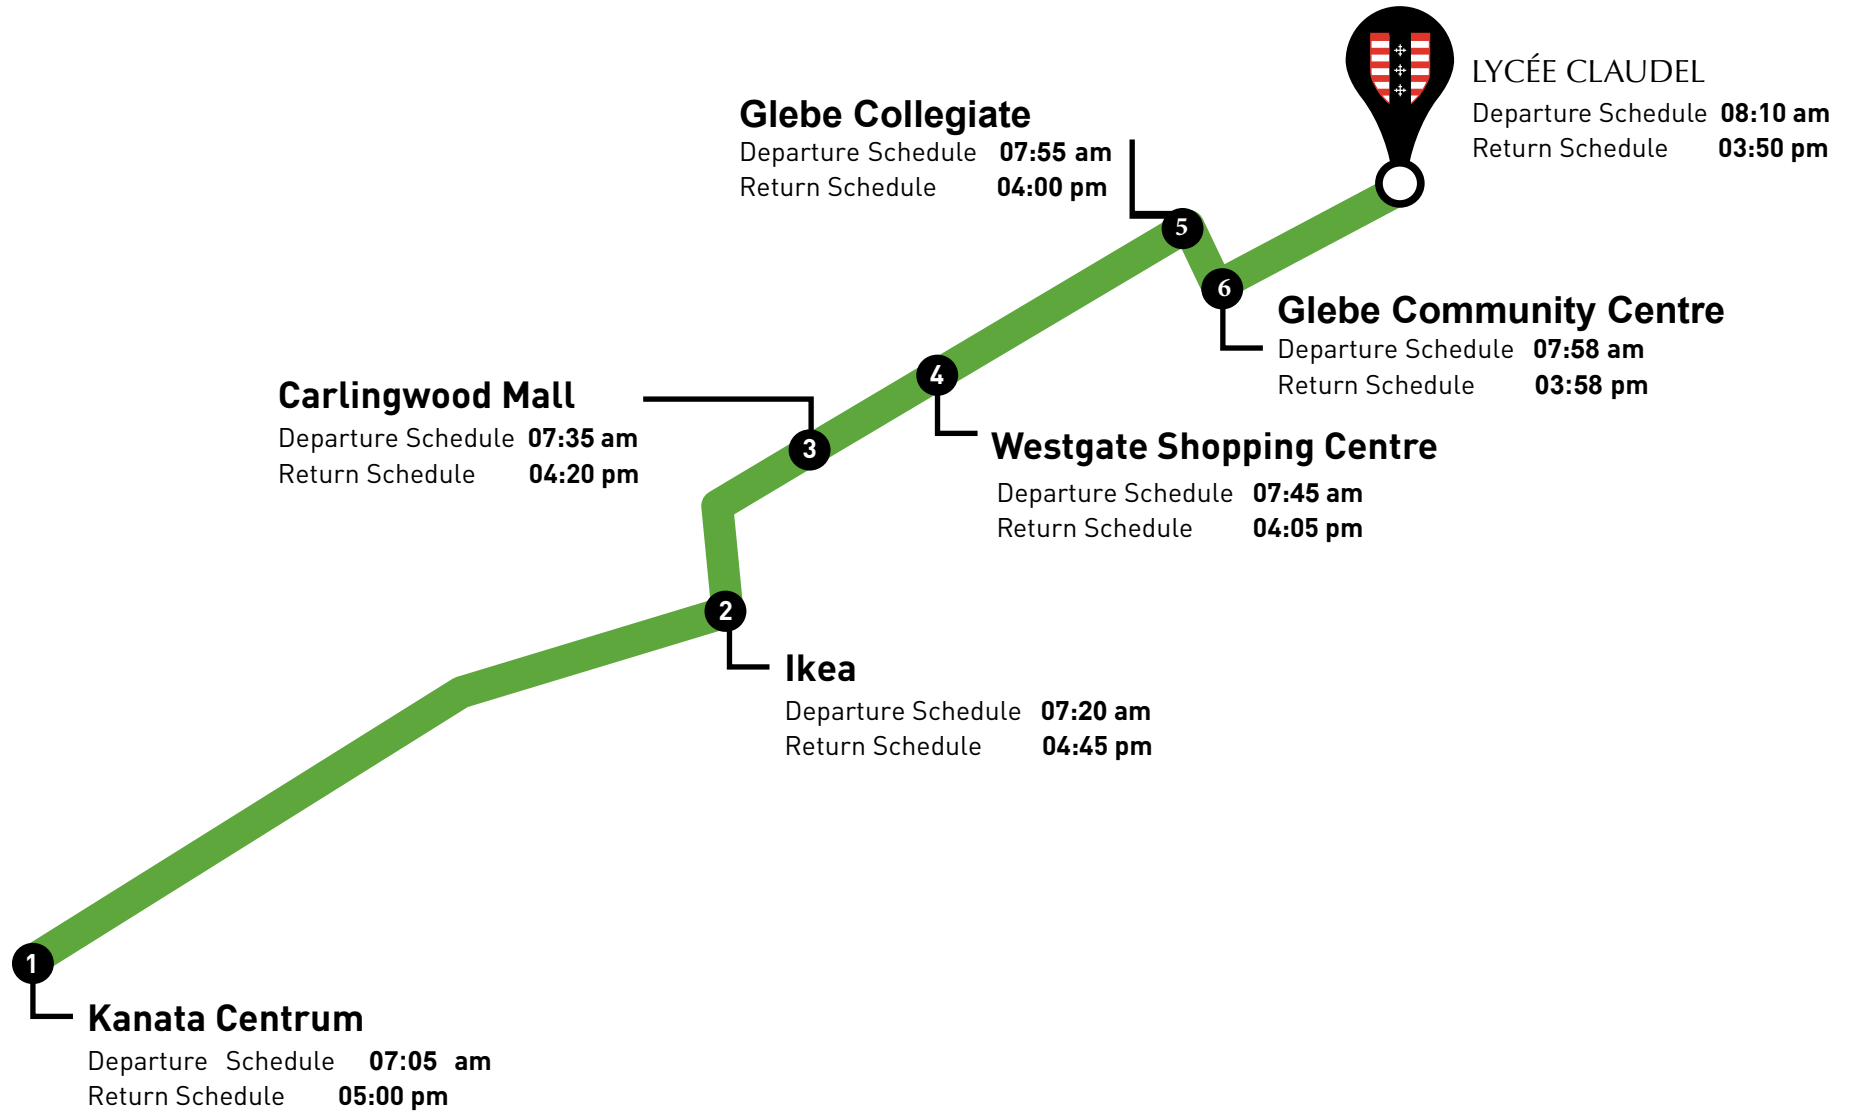 LYCÉE CLAUDEL
Departure Schedule 08:10 am
Return Schedule 03:50 pm
Glebe Collegiate
Departure Schedule 07:55 am
Return Schedule 04:00 pm
5
6
Glebe Community Centre
Departure Schedule 07:58 am
Return Schedule 03:58 pm
4
Carlingwood Mall
Departure Schedule 07:35 am
Return Schedule 04:20 pm
3
Westgate Shopping Centre
Departure Schedule 07:45 am
Return Schedule 04:05 pm
2
Ikea
Departure Schedule 07:20 am
Return Schedule 04:45 pm
1
Kanata Centrum
Departure Schedule 07:05 am
Return Schedule 05:00 pm